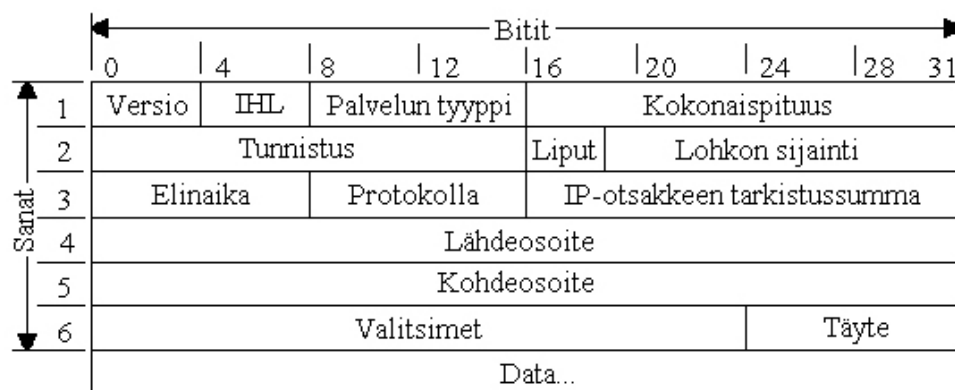 Bitit
0 4 8 12 16 20 24 28 31
Sanat
1 Versio IHL Palvelun tyyppi Kokonaispituus
2 Tunnistus Liput Lohkon sijainti
3 Elinaika Protokolla IP-otsakkeen tarkistussumma
4 Lähdeosoite
5 Kohdeosoite
6 Valitsimet Täyte
Data...